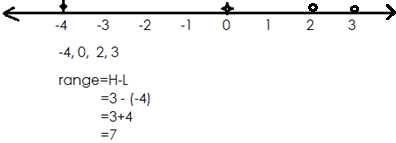 -4 -3 -2 -1 0 1 2 3
-4, 0, 2, 3
range=H-L
=3 - (-4)
=3+4
=7